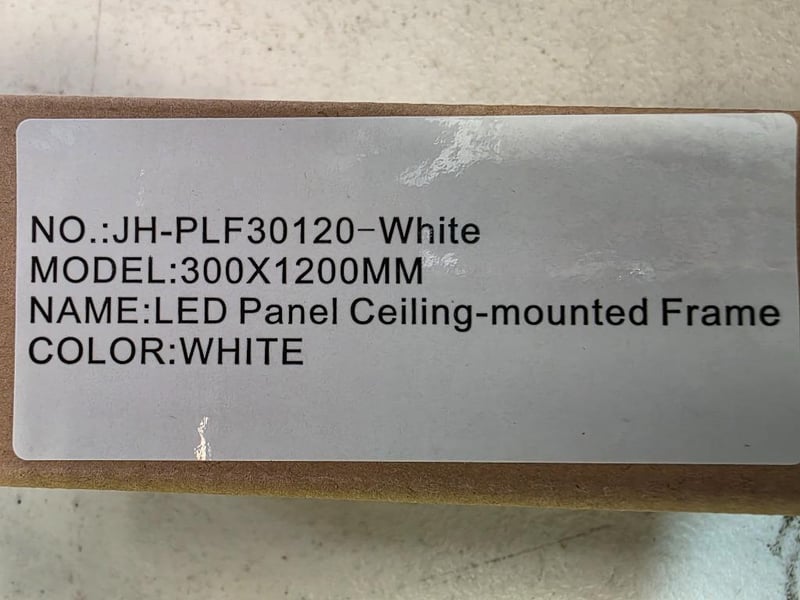 NO.:JH-PLF30120-White
MODEL:300X1200MM
NAME:LED Panel Ceiling-mounted Frame
COLOR:WHITE